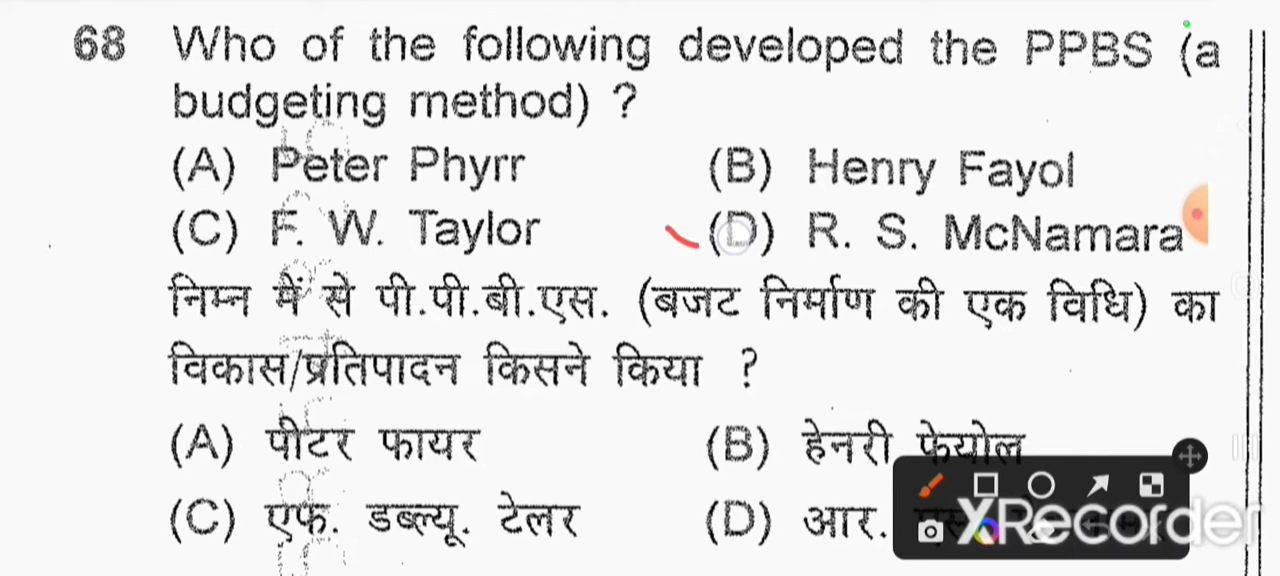 68 Who of the following developed the PPBS (a
budgeting method) ?
(A) Peter Phyrr (B) Henry Fayol
(C) F. W. Taylor (D) R. S. McNamara
निम्न में से पी.पी.बी.एस. (बजट निर्माण की एक विधि) का
विकास/प्रतिपादन किसने किया ?
(A) पीटर फायर (B) हेनरी फेयोल
(C) एफ. डब्ल्यू. टेलर (D) आर.
XRecorder